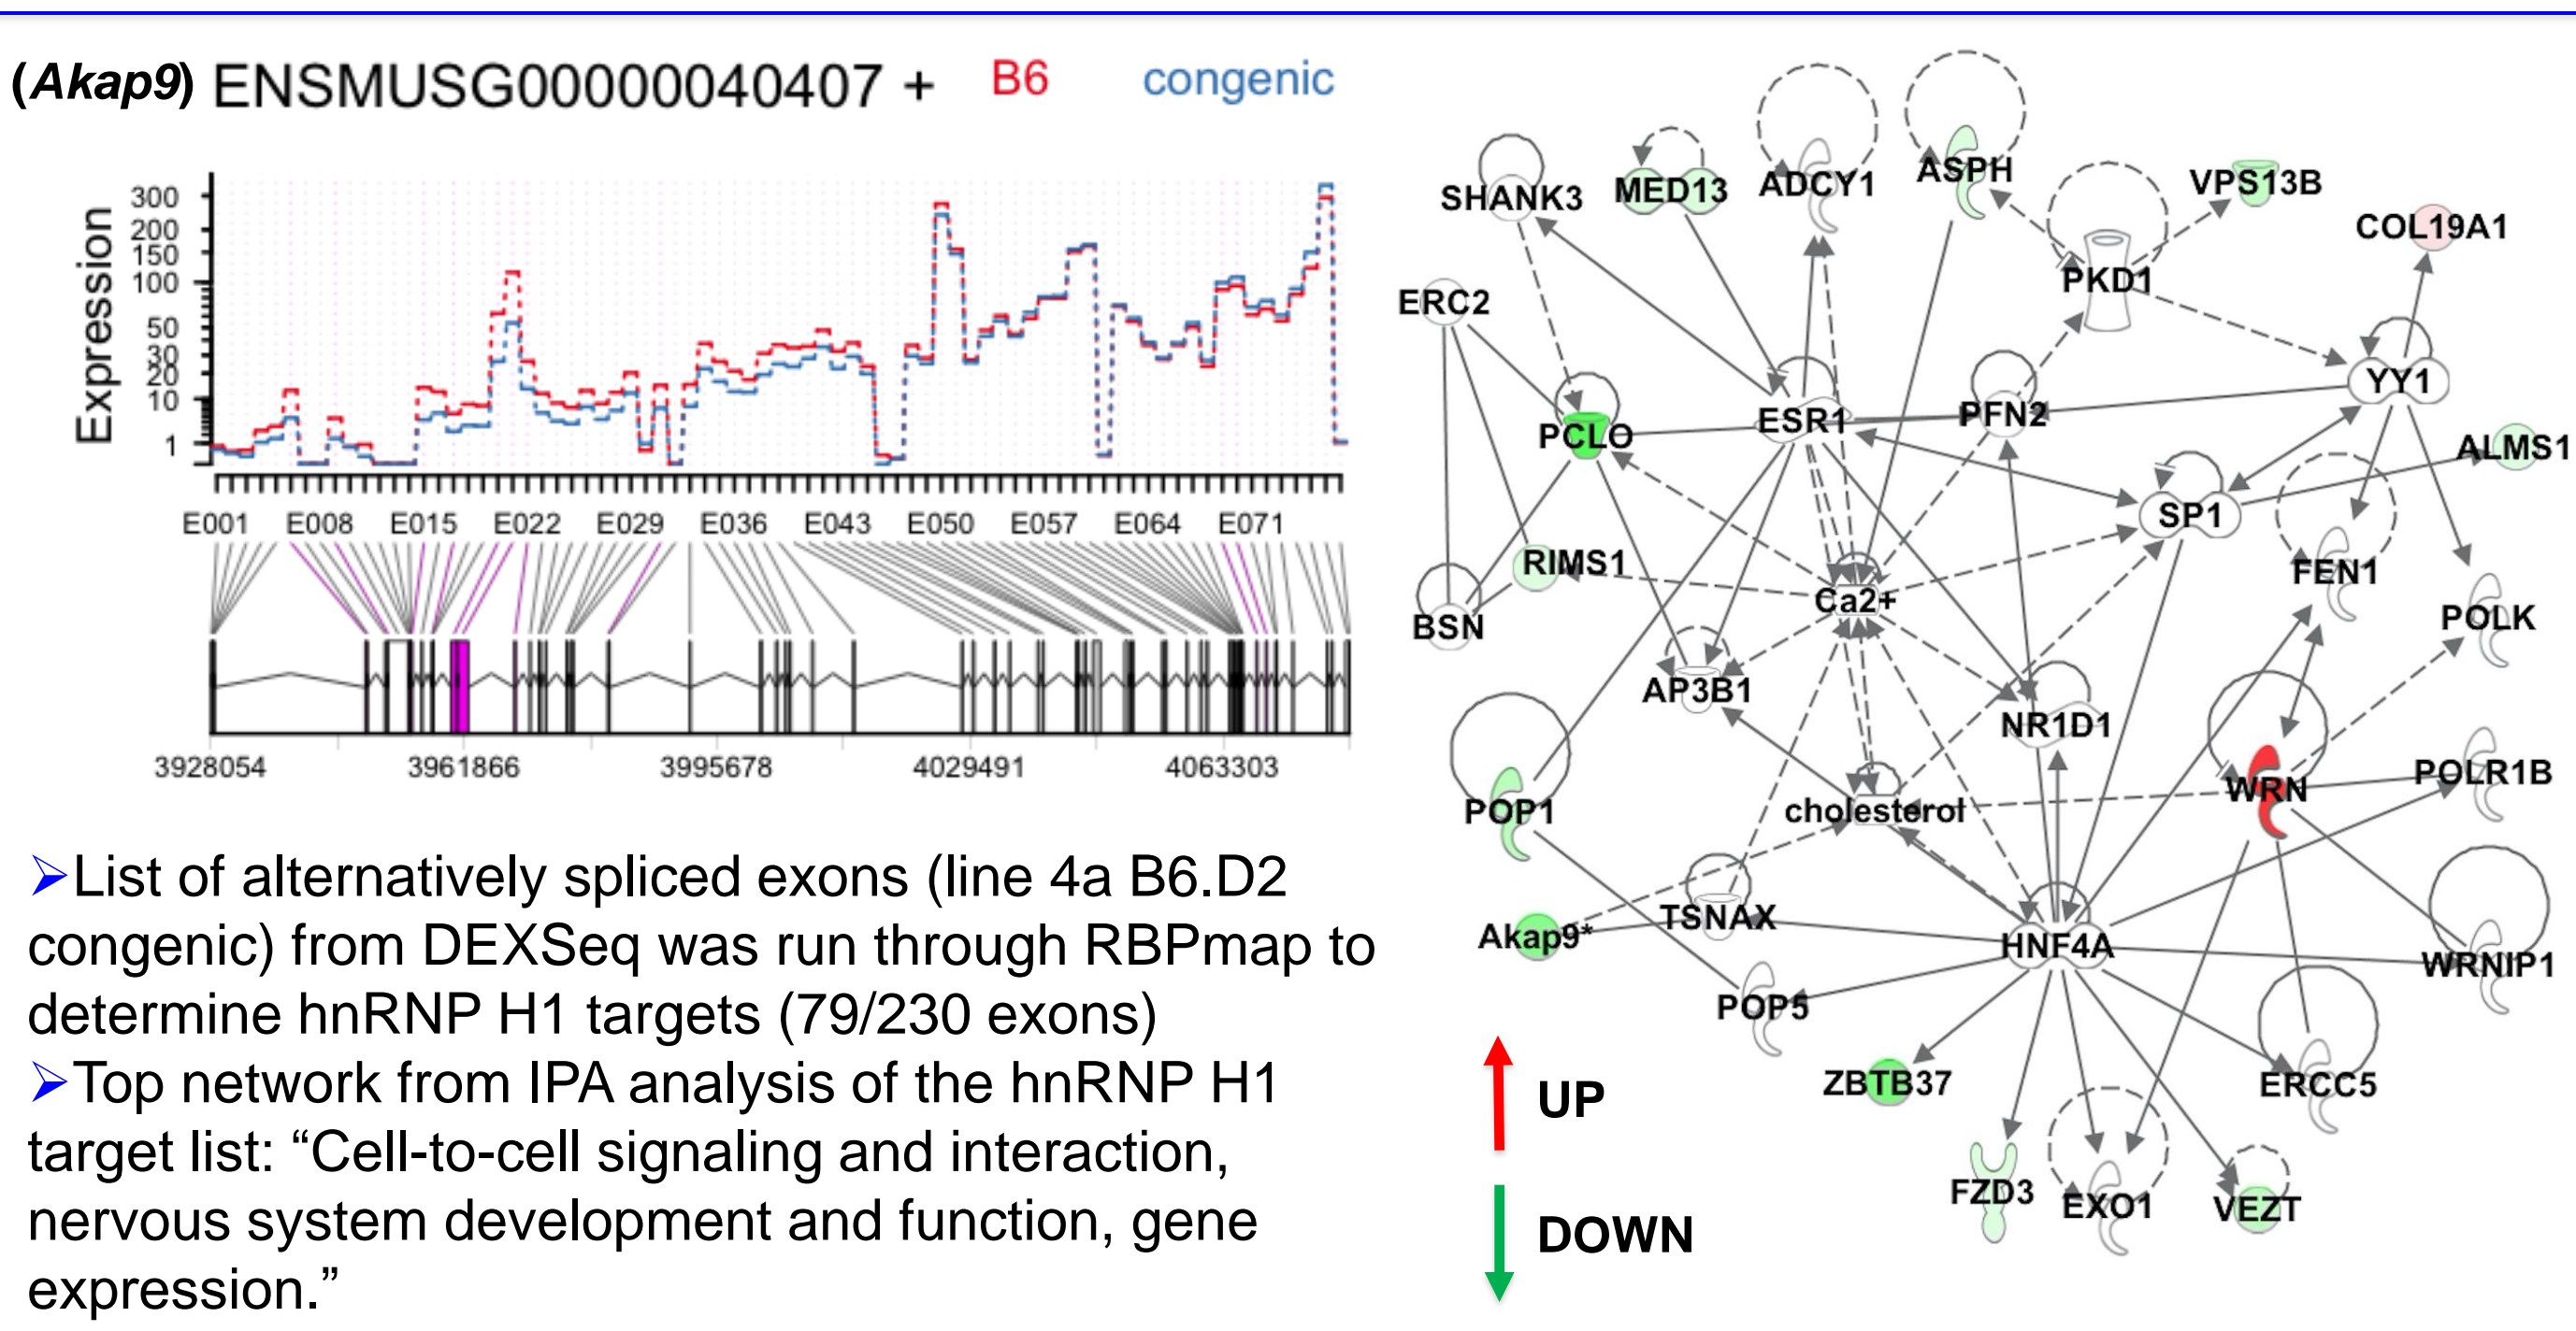 (Akap9) ENSMUSG00000040407 + B6 congenic
Expression
300
200
150
100
50
30
20
10
1
E001 E008 E015 E022 E029 E036 E043 E050 E057 E064 E071
3928054 3961866 3995678 4029491 4063303
➢List of alternatively spliced exons (line 4a B6.D2
congenic) from DEXSeq was run through RBPmap to
determine hnRNP H1 targets (79/230 exons)
➢Top network from IPA analysis of the hnRNP H1
target list: “Cell-to-cell signaling and interaction,
nervous system development and function, gene
expression.”
SHANK3
MED13
ADCY1
ASPH
VPS13B
COL19A1
PKD1
ERC2
YY1
PCLO
ESR1
PFN2
ALMS1
SP1
RIMS1
FEN1
Ca2+
BSN
POLK
AP3B1
NR1D1
POP1
cholesterol
WRN
POLR1B
Akap9*
TSNAX
HNF4A
WRNIP1
POP5
ZBTB37
ERCC5
FZD3
EXO1
VEZT
UP
DOWN